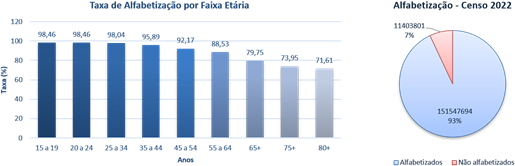 Taxa de Alfabetização por Faixa Etária
120
100
80
60
40
20
0
Taxa (%)
98,46
98,46
98,04
95,89
92,17
88,53
79,75
73,95
71,61
15 a 19
20 a 24
25 a 34
35 a 44
45 a 54
55 a 64
65+
75+
80+
Anos
Alfabetização - Censo 2022
11403801
7%
151547694
93%
Alfabetizados
Não alfabetizados